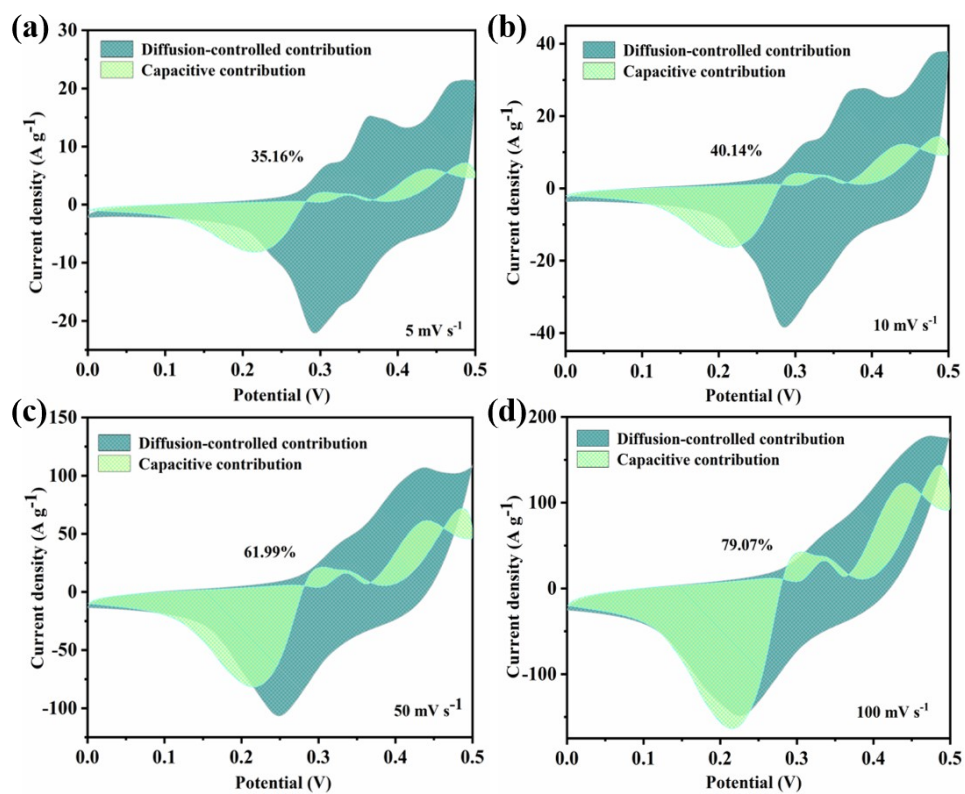 (a)
Diffusion-controlled contribution
Capacitive contribution
35.16%
5 mV s⁻¹
Current density (A g⁻¹)
30
20
10
0
-10
-20
0.0 0.1 0.2 0.3 0.4 0.5
Potential (V)
(b)
Diffusion-controlled contribution
Capacitive contribution
40.14%
10 mV s⁻¹
Current density (A g⁻¹)
40
20
0
-20
-40
0.0 0.1 0.2 0.3 0.4 0.5
Potential (V)
(c)
Diffusion-controlled contribution
Capacitive contribution
61.99%
50 mV s⁻¹
Current density (A g⁻¹)
150
100
50
0
-50
-100
0.0 0.1 0.2 0.3 0.4 0.5
Potential (V)
(d)
Diffusion-controlled contribution
Capacitive contribution
79.07%
100 mV s⁻¹
Current density (A g⁻¹)
200
100
0
-100
0.0 0.1 0.2 0.3 0.4 0.5
Potential (V)